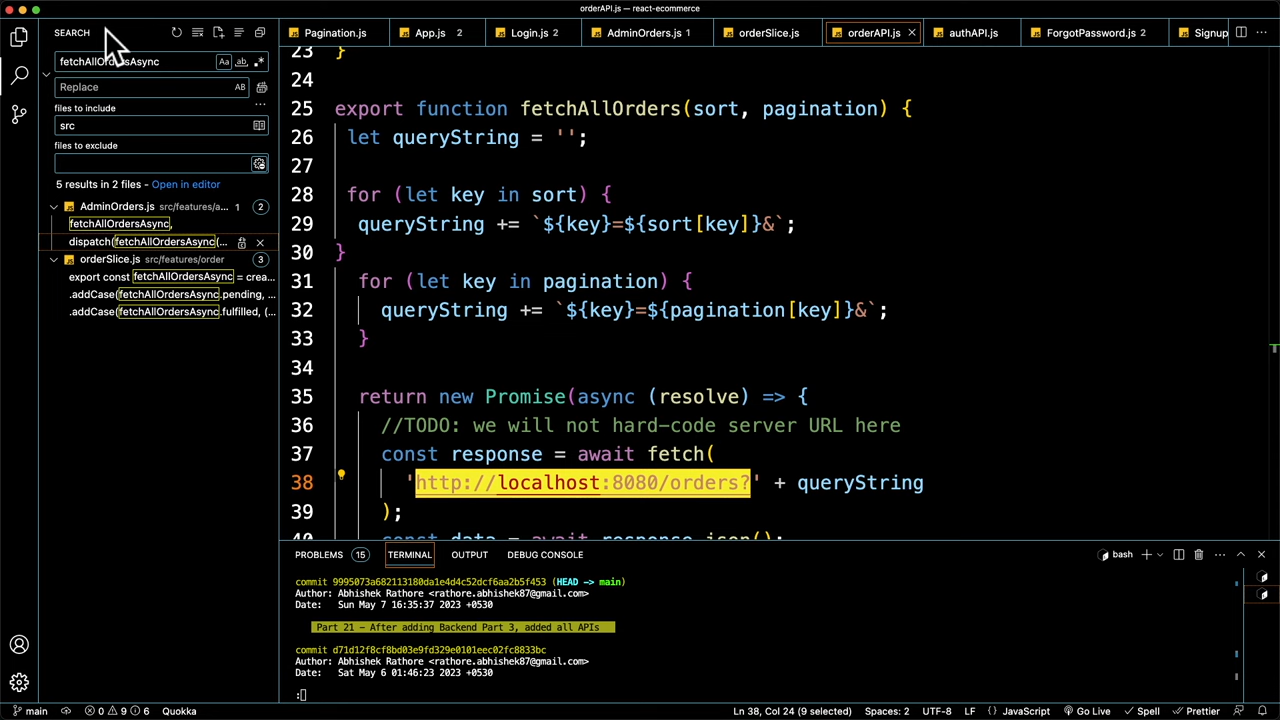 orderAPI.js — react-ecommerce
SEARCH
Pagination.js
App.js 2
Login.js 2
AdminOrders.js 1
orderSlice.js
orderAPI.js
authAPI.js
ForgotPassword.js 2
Signup
fetchAllOrdersAsync
Aa
ab
Replace
AB
files to include
src
files to exclude
5 results in 2 files - Open in editor
AdminOrders.js src/features/a... 1 2
fetchAllOrdersAsync,
dispatch(fetchAllOrdersAsync(...
orderSlice.js src/features/order 3
export const fetchAllOrdersAsync = crea...
.addCase(fetchAllOrdersAsync.pending, ...
.addCase(fetchAllOrdersAsync.fulfilled, (...
23 }
24
25 export function fetchAllOrders(sort, pagination) {
26 let queryString = '';
27
28 for (let key in sort) {
29 queryString += `${key}=${sort[key]}&`;
30 }
31 for (let key in pagination) {
32 queryString += `${key}=${pagination[key]}&`;
33 }
34
35 return new Promise(async (resolve) => {
36 //TODO: we will not hard-code server URL here
37 const response = await fetch(
38 'http://localhost:8080/orders?' + queryString
39 );
40 const data = await response.json();
PROBLEMS 15 TERMINAL OUTPUT DEBUG CONSOLE
bash
commit 9995073a682113180da1e4d4c52dcf6aa2b5f453 (HEAD -> main)
Author: Abhishek Rathore <rathore.abhishek87@gmail.com>
Date: Sun May 7 16:35:37 2023 +0530
Part 21 - After adding Backend Part 3, added all APIs
commit d71d12f8cf8bd03e9fd329e0101eec02fc8833bc
Author: Abhishek Rathore <rathore.abhishek87@gmail.com>
Date: Sat May 6 01:46:23 2023 +0530
:
main 0 9 6 Quokka
Ln 38, Col 24 (9 selected) Spaces: 2 UTF-8 LF {} JavaScript Go Live Spell Prettier